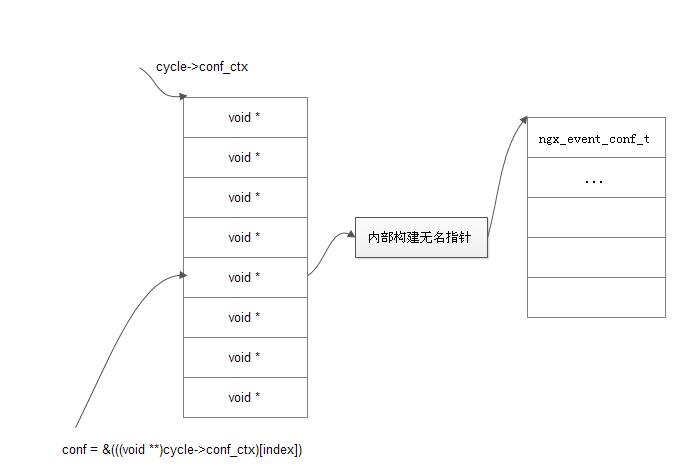 cycle->conf_ctx
void *
void *
void *
void *
void *
void *
void *
void *
内部构建无名指针
ngx_event_conf_t
...
conf = &(((void **)cycle->conf_ctx)[index])